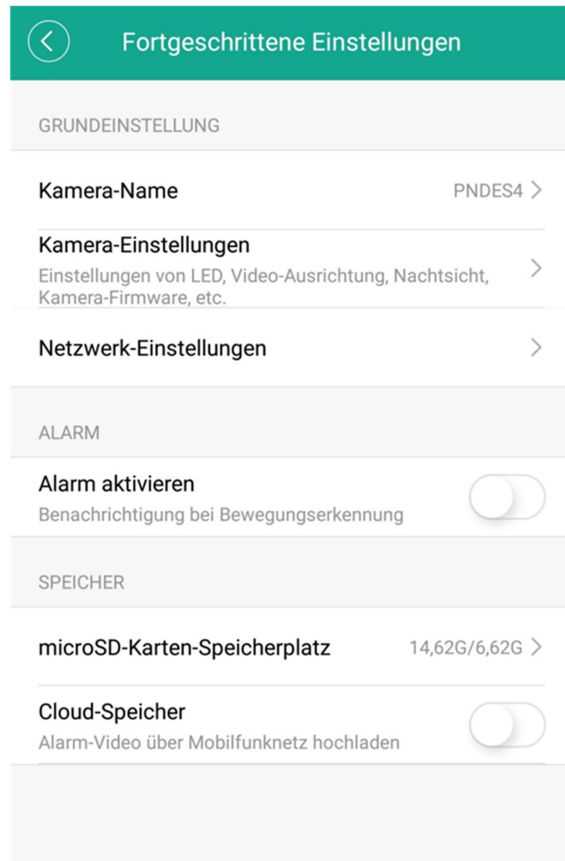 Fortgeschrittene Einstellungen
GRUNDEINSTELLUNG
Kamera-Name PNDES4
Kamera-Einstellungen
Einstellungen von LED, Video-Ausrichtung, Nachtsicht,
Kamera-Firmware, etc.
Netzwerk-Einstellungen
ALARM
Alarm aktivieren
Benachrichtigung bei Bewegungserkennung
SPEICHER
microSD-Karten-Speicherplatz 14,62G/6,62G
Cloud-Speicher
Alarm-Video über Mobilfunknetz hochladen